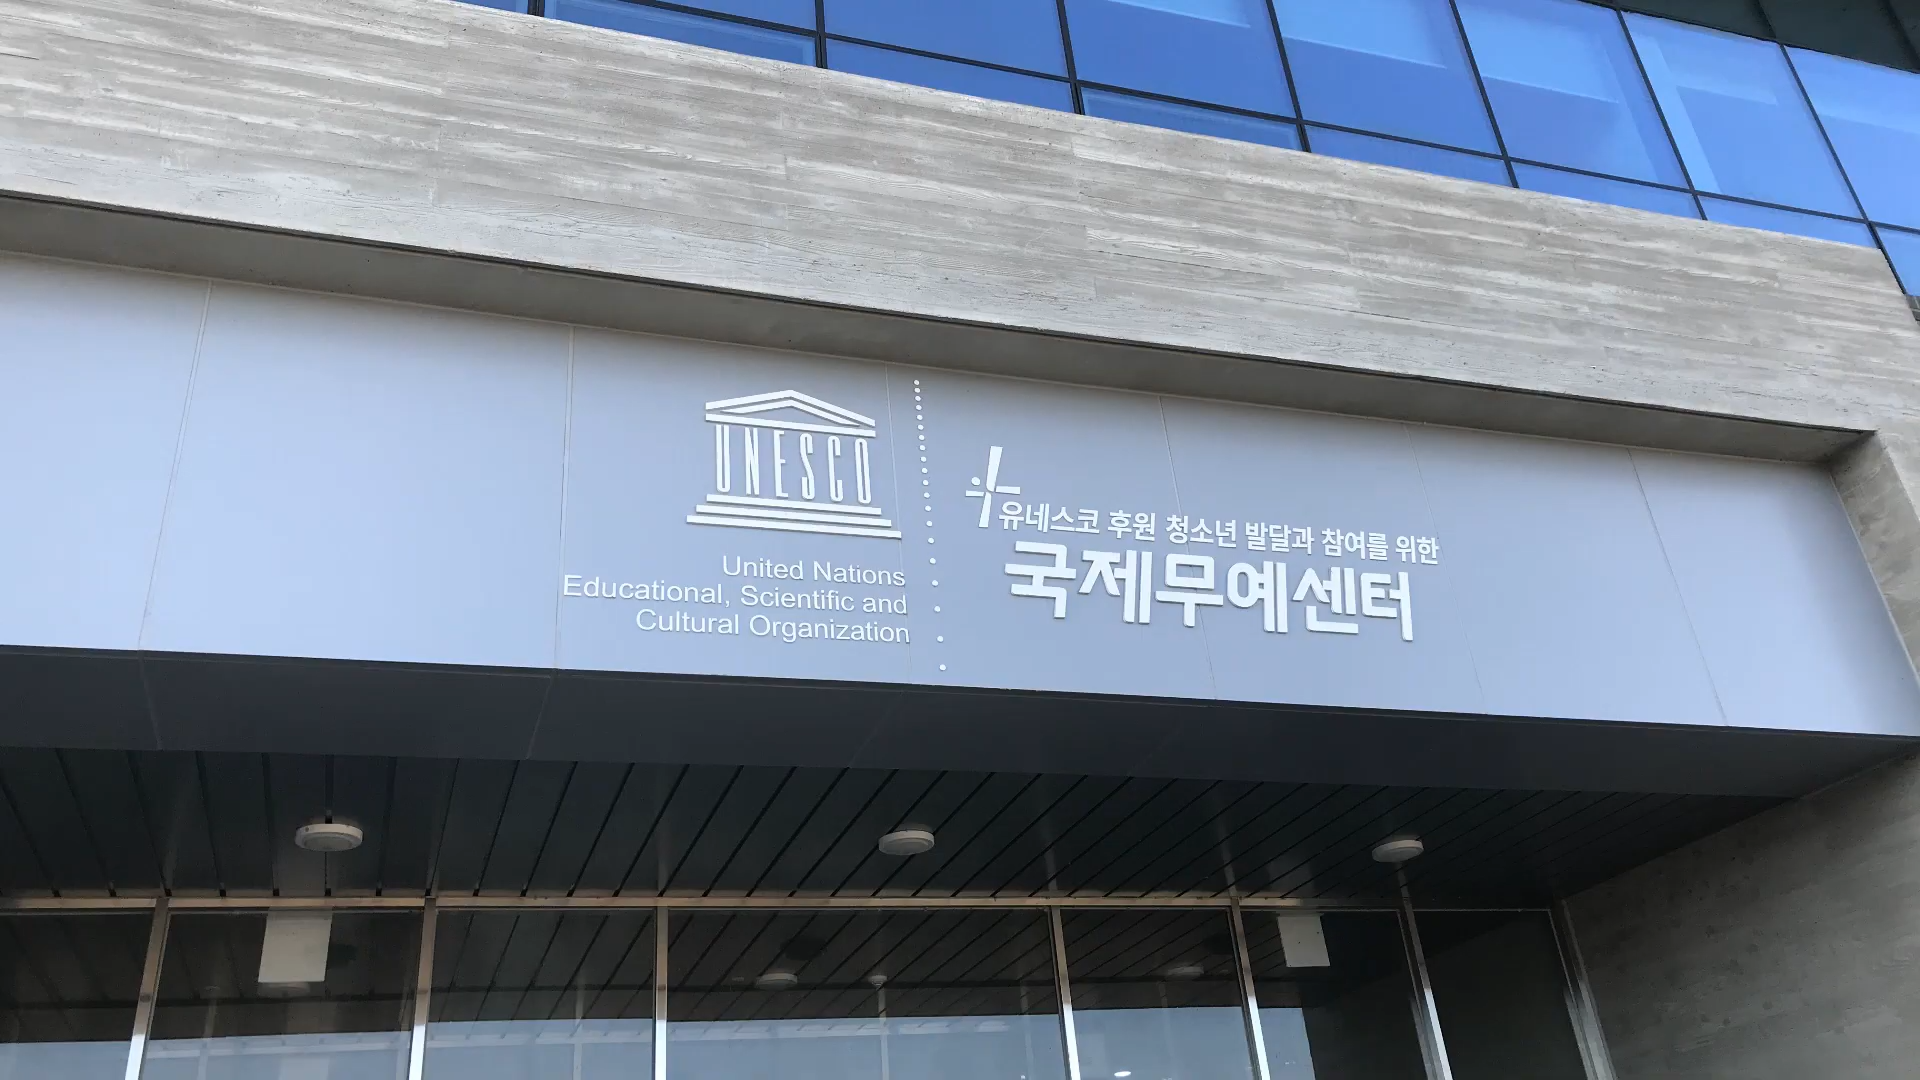 UNESCO
United Nations
Educational, Scientific and
Cultural Organization
유네스코 후원 청소년 발달과 참여를 위한
국제무예센터